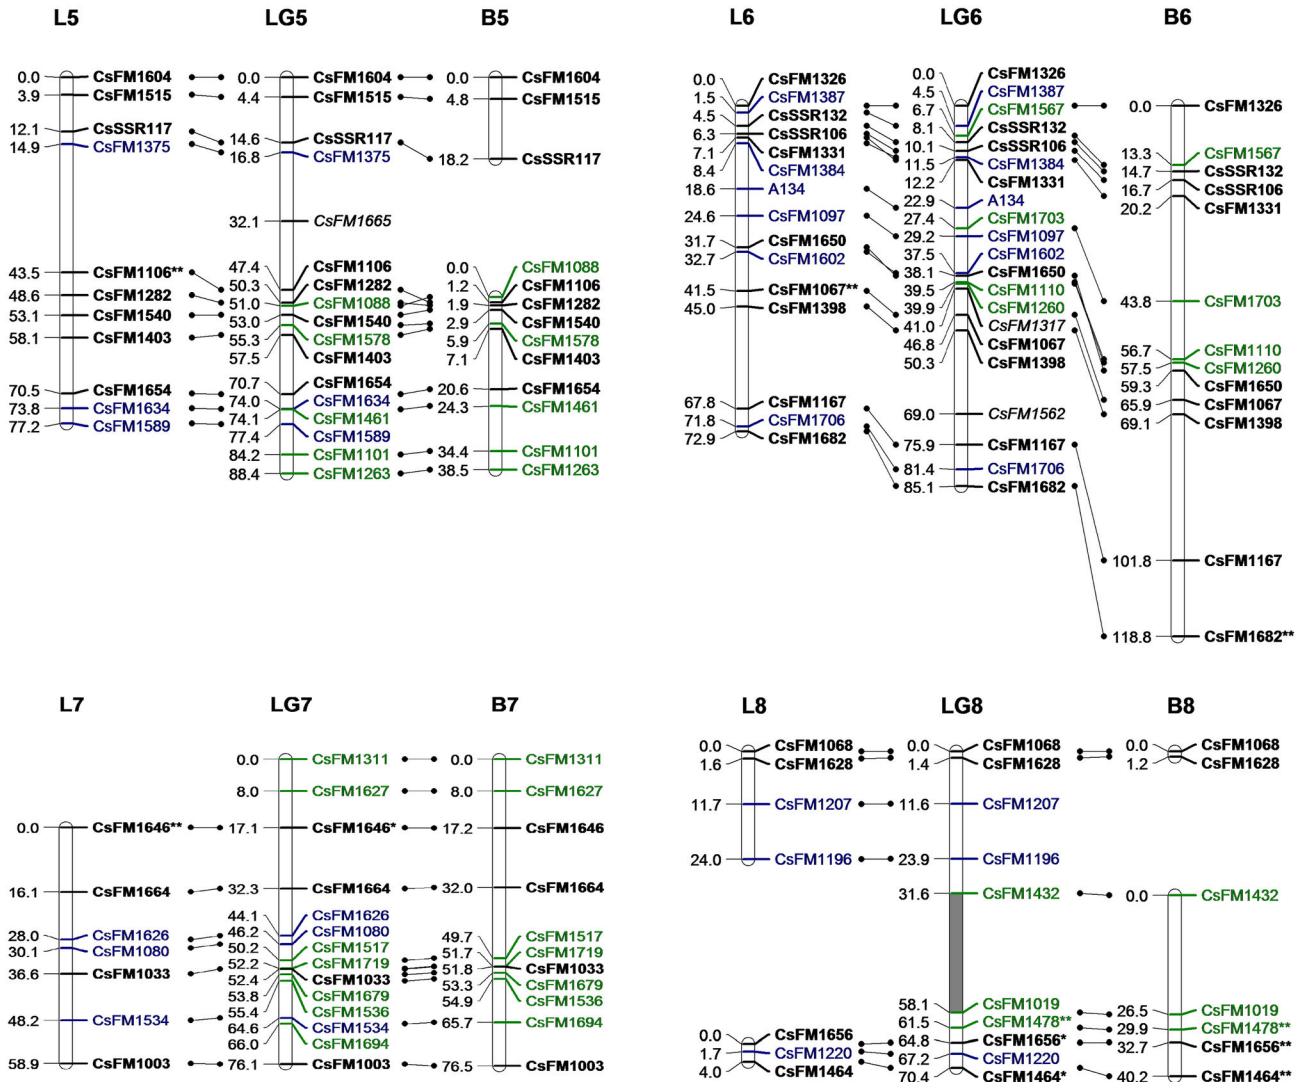 L5 LG5 B5
0.0 CsFM1604 0.0 CsFM1604 0.0 CsFM1604
3.9 CsFM1515 4.4 CsFM1515 4.8 CsFM1515
12.1 CsSSR117 14.6 CsSSR117 18.2 CsSSR117
14.9 CsFM1375 16.8 CsFM1375
32.1 CsFM1665
43.5 CsFM1106** 47.4 CsFM1106 0.0 CsFM1088
48.6 CsFM1282 50.3 CsFM1282 1.2 CsFM1106
53.1 CsFM1540 51.0 CsFM1088 1.9 CsFM1282
58.1 CsFM1403 53.0 CsFM1540 2.9 CsFM1540
55.3 CsFM1578 5.9 CsFM1578
57.5 CsFM1403 7.1 CsFM1403
70.5 CsFM1654 70.7 CsFM1654 20.6 CsFM1654
73.8 CsFM1634 74.0 CsFM1634 24.3 CsFM1461
77.2 CsFM1589 74.1 CsFM1461
77.4 CsFM1589
84.2 CsFM1101 34.4 CsFM1101
88.4 CsFM1263 38.5 CsFM1263
L6 LG6 B6
0.0 CsFM1326 0.0 CsFM1326 0.0 CsFM1326
1.5 CsFM1387 4.5 CsFM1387 13.3 CsFM1567
4.5 CsSSR132 6.7 CsFM1567 14.7 CsSSR132
6.3 CsSSR106 8.1 CsSSR132 16.7 CsSSR106
7.1 CsFM1331 10.1 CsSSR106 20.2 CsFM1331
8.4 CsFM1384 11.5 CsFM1384
12.2 CsFM1331
18.6 A134 22.9 A134
24.6 CsFM1097 27.4 CsFM1703 43.8 CsFM1703
31.7 CsFM1650 29.2 CsFM1097
32.7 CsFM1602 37.5 CsFM1602
41.5 CsFM1067** 38.1 CsFM1650 56.7 CsFM1110
45.0 CsFM1398 39.5 CsFM1110 57.5 CsFM1260
39.9 CsFM1260 59.3 CsFM1650
41.0 CsFM1317 65.9 CsFM1067
46.8 CsFM1067 69.1 CsFM1398
50.3 CsFM1398
67.8 CsFM1167 69.0 CsFM1562
71.8 CsFM1706 75.9 CsFM1167 101.8 CsFM1167
72.9 CsFM1682 81.4 CsFM1706
85.1 CsFM1682 118.8 CsFM1682**
L7 LG7 B7
0.0 CsFM1311 0.0 CsFM1311
8.0 CsFM1627 8.0 CsFM1627
0.0 CsFM1646** 17.1 CsFM1646* 17.2 CsFM1646
16.1 CsFM1664 32.3 CsFM1664 32.0 CsFM1664
28.0 CsFM1626 44.1 CsFM1626 49.7 CsFM1517
30.1 CsFM1080 46.2 CsFM1080 51.7 CsFM1719
36.6 CsFM1033 50.2 CsFM1517 51.8 CsFM1033
52.2 CsFM1719 53.3 CsFM1679
52.4 CsFM1033 54.9 CsFM1536
53.8 CsFM1679
55.4 CsFM1536
48.2 CsFM1534 64.6 CsFM1534 65.7 CsFM1694
66.0 CsFM1694
58.9 CsFM1003 76.1 CsFM1003 76.5 CsFM1003
L8 LG8 B8
0.0 CsFM1068 0.0 CsFM1068 0.0 CsFM1068
1.6 CsFM1628 1.4 CsFM1628 1.2 CsFM1628
11.7 CsFM1207 11.6 CsFM1207
24.0 CsFM1196 23.9 CsFM1196
31.6 CsFM1432 0.0 CsFM1432
58.1 CsFM1019 26.5 CsFM1019
61.5 CsFM1478** 29.9 CsFM1478**
0.0 CsFM1656 64.8 CsFM1656* 32.7 CsFM1656**
1.7 CsFM1220 67.2 CsFM1220
4.0 CsFM1464 70.4 CsFM1464* 40.2 CsFM1464**